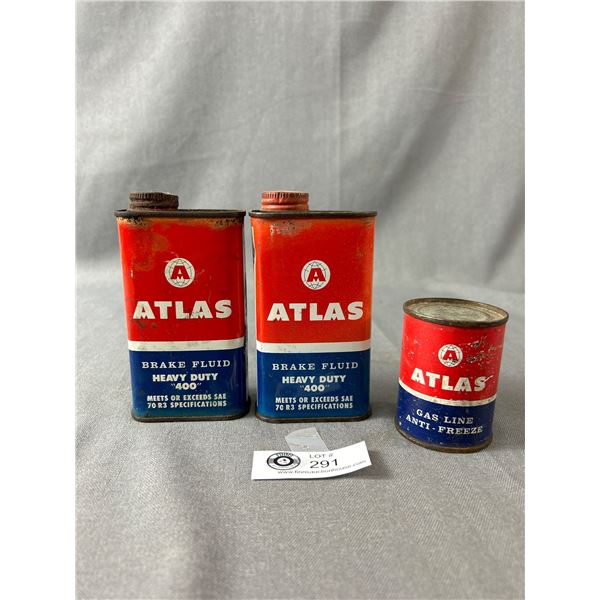 A
ATLAS
BRAKE FLUID
HEAVY DUTY
"400"
MEETS OR EXCEEDS SAE
70 R3 SPECIFICATIONS
A
ATLAS
BRAKE FLUID
HEAVY DUTY
"400"
MEETS OR EXCEEDS SAE
70 R3 SPECIFICATIONS
A
ATLAS
GAS LINE
ANTI-FREEZE
LOT #
291